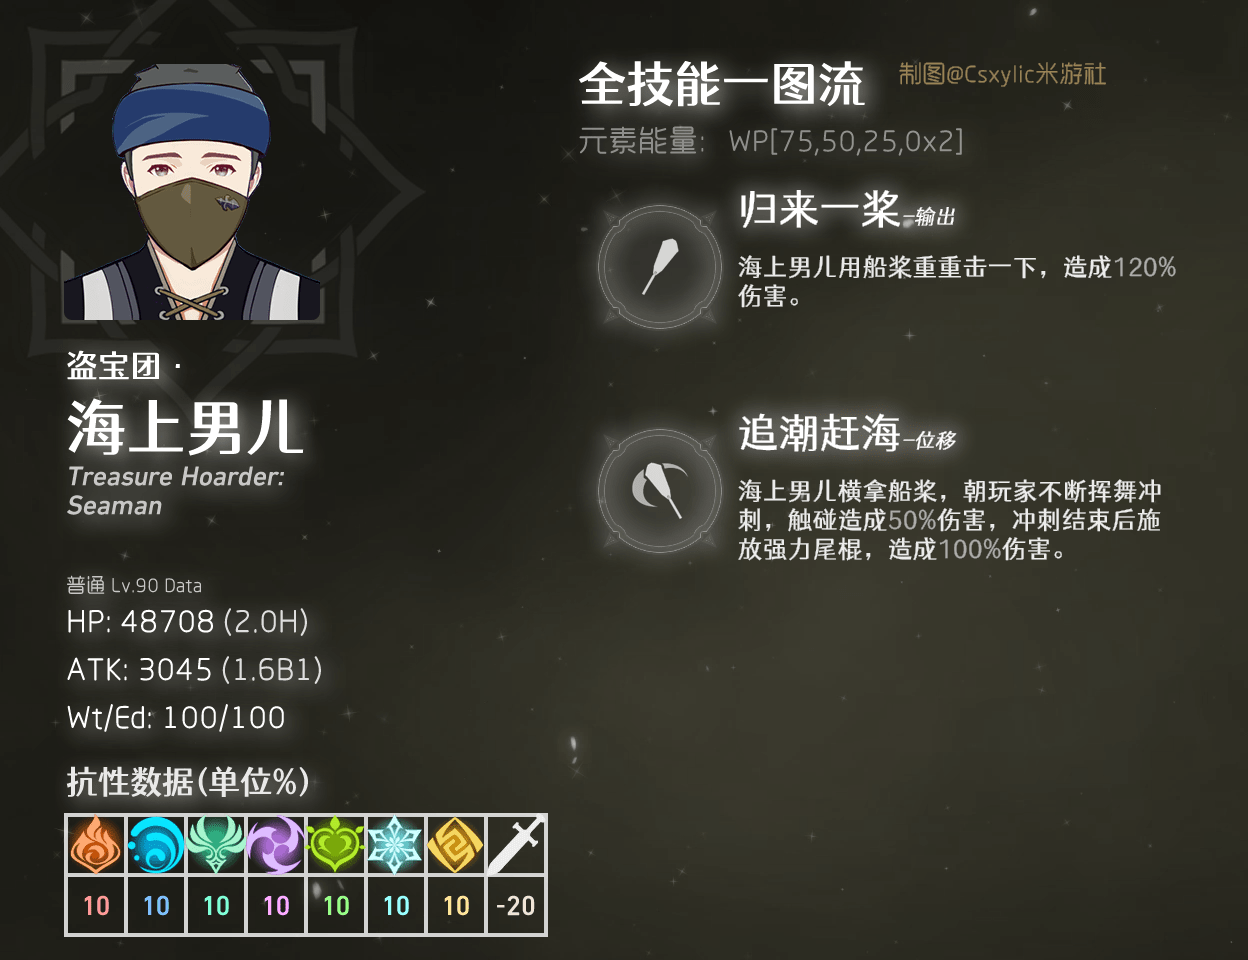 全技能一图流
制图@Csxylic米游社
元素能量: WP[75,50,25,0x2]
归来一桨-输出
海上男儿用船桨重重击一下，造成120%
伤害。
追潮赶海-位移
海上男儿横拿船桨，朝玩家不断挥舞冲
刺，触碰造成50%伤害，冲刺结束后施
放强力尾棍，造成100%伤害。
盗宝团·
海上男儿
Treasure Hoarder:
Seaman
普通 Lv.90 Data
HP: 48708 (2.0H)
ATK: 3045 (1.6B1)
Wt/Ed: 100/100
抗性数据(单位%)
10 10 10 10 10 10 10 -20